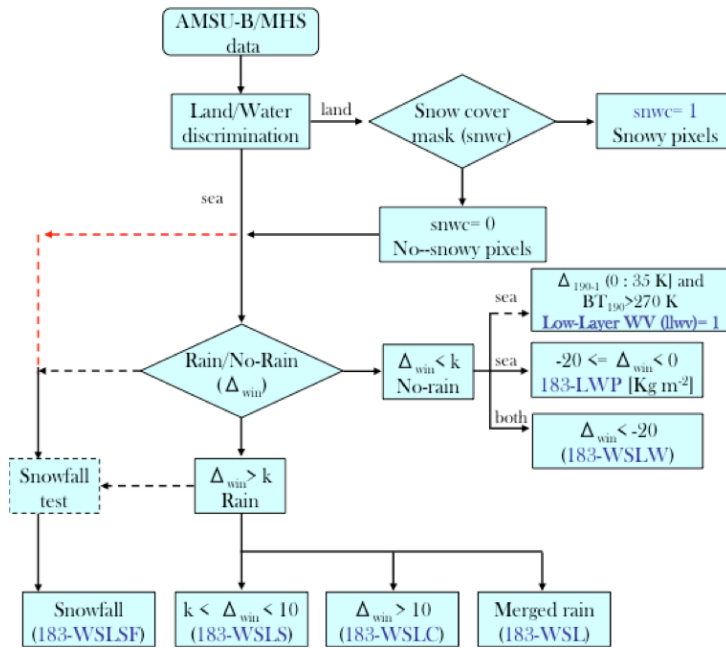 AMSU-B/MHS
data
Land/Water
discrimination
land
Snow cover
mask (snwc)
snwc= 1
Snowy pixels
sea
snwc= 0
No--snowy pixels
Δ190-1 (0 : 35 K] and
BT190>270 K
Low-Layer WV (llwv)= 1
sea
Rain/No-Rain
(Δwin)
Δwin< k
No-rain
sea
-20 <= Δwin< 0
183-LWP [Kg m-2]
both
Δwin< -20
(183-WSLW)
Snowfall
test
Δwin> k
Rain
Snowfall
(183-WSLSF)
k < Δwin< 10
(183-WSLS)
Δwin> 10
(183-WSLC)
Merged rain
(183-WSL)